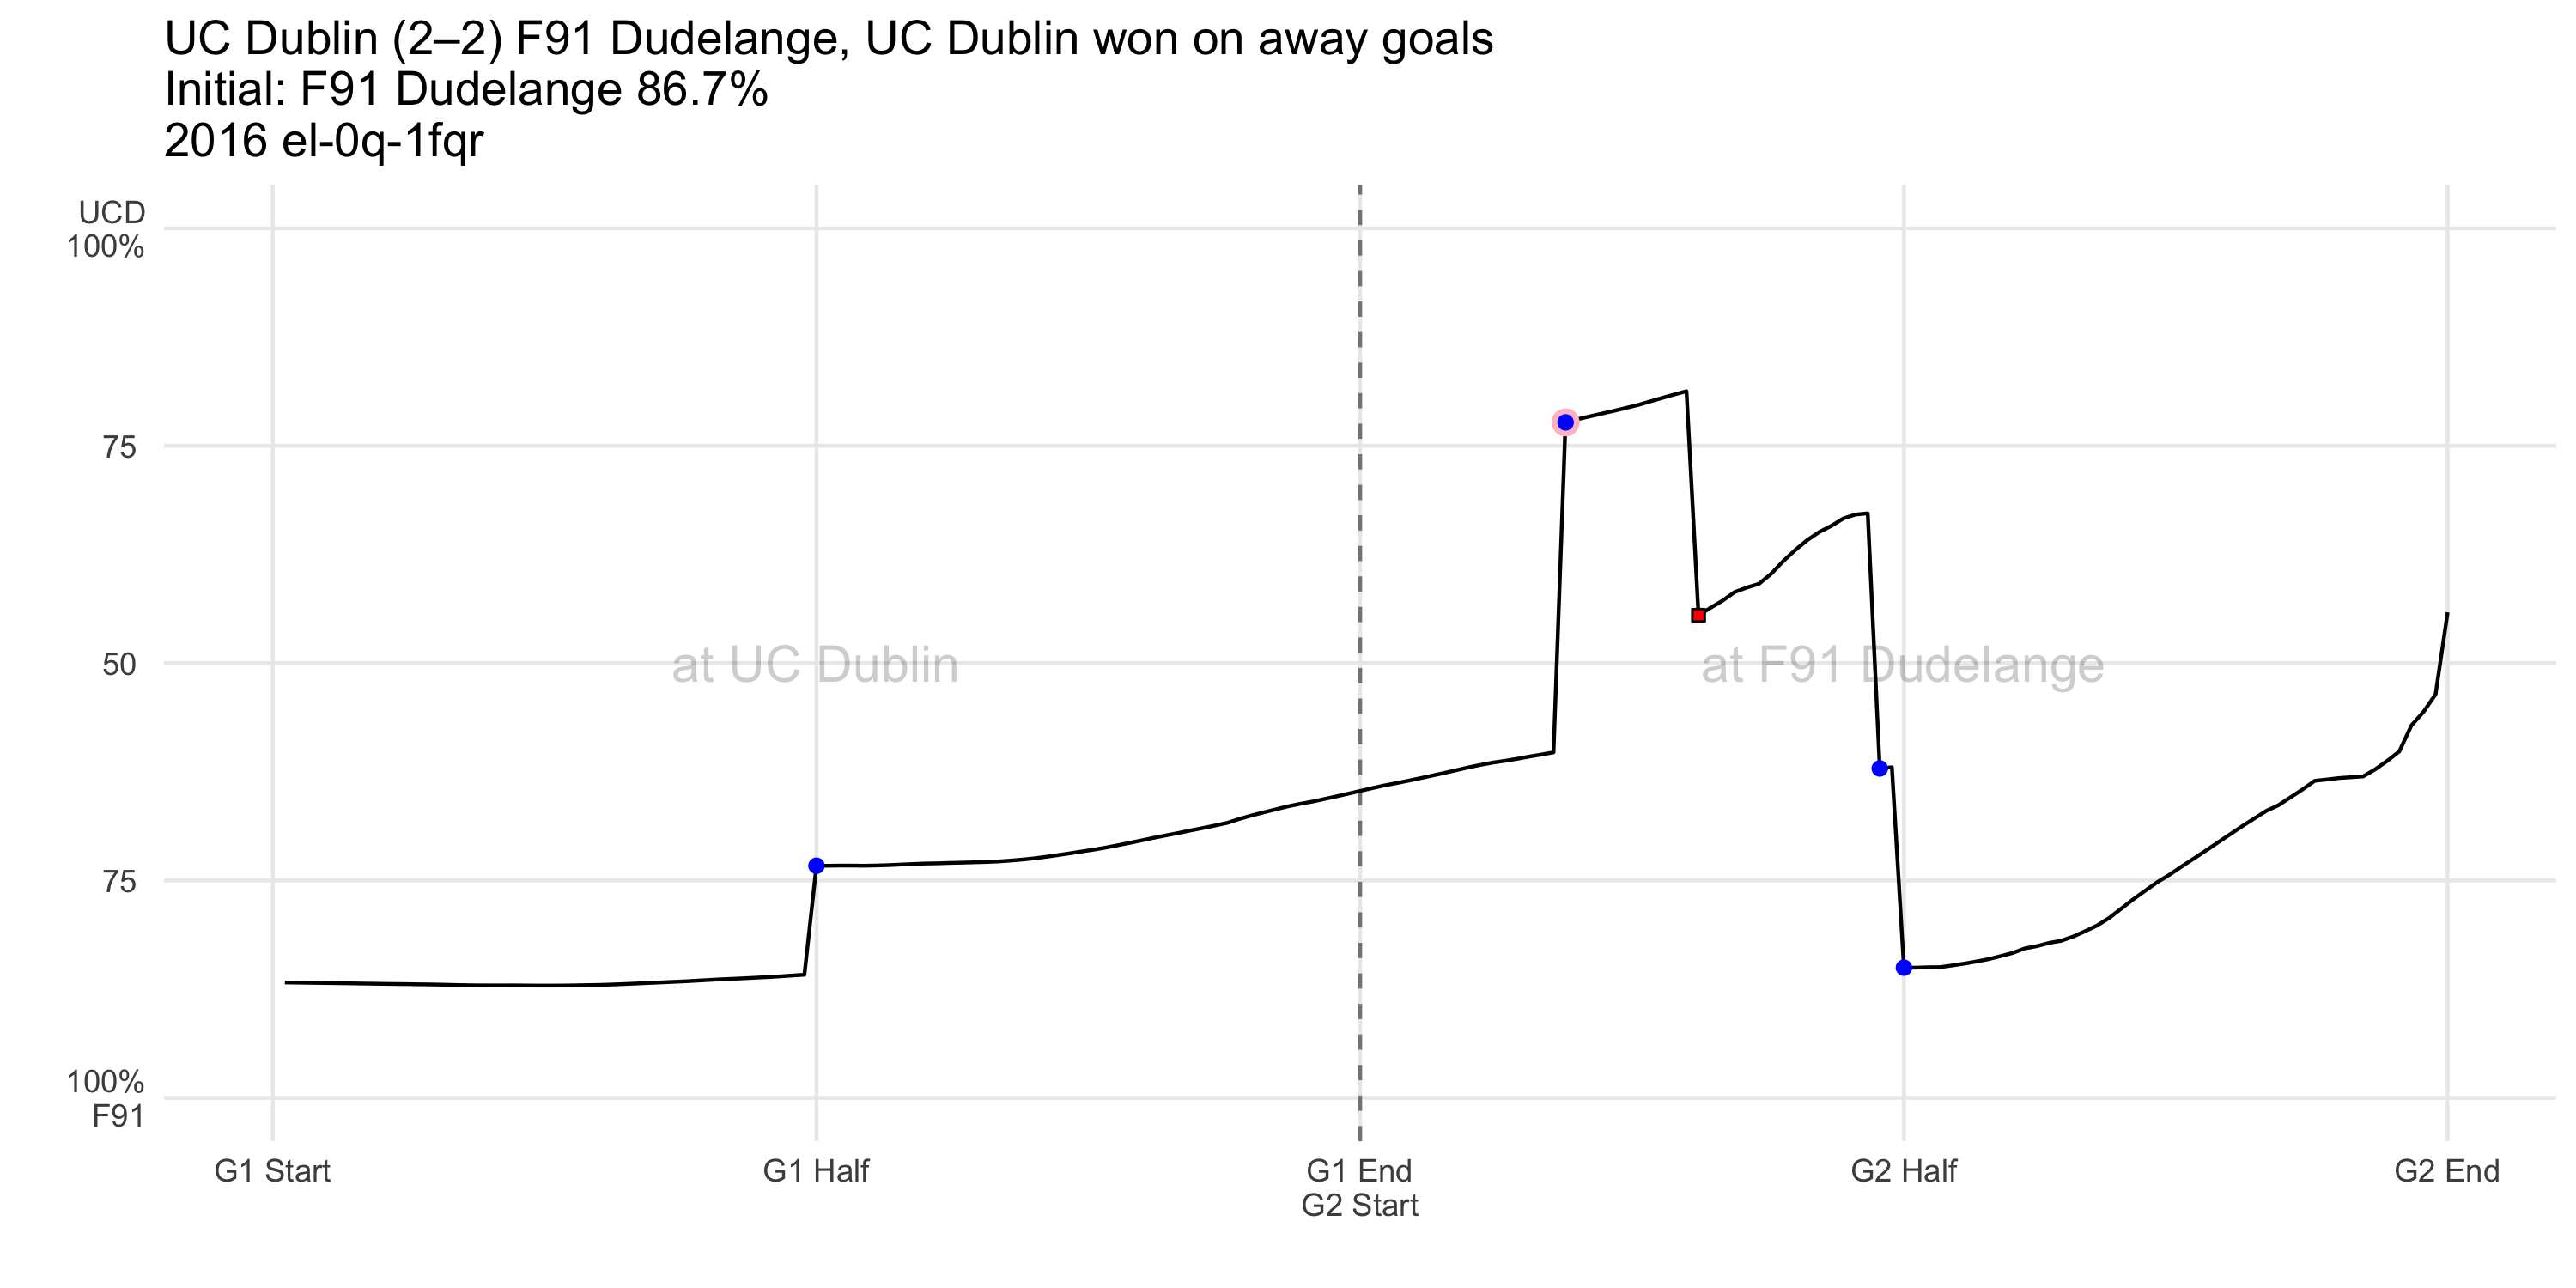 UC Dublin (2–2) F91 Dudelange, UC Dublin won on away goals
Initial: F91 Dudelange 86.7%
2016 el-0q-1fqr
UCD
100%
75
50
75
100%
F91
at UC Dublin
at F91 Dudelange
G1 Start
G1 Half
G1 End
G2 Start
G2 Half
G2 End